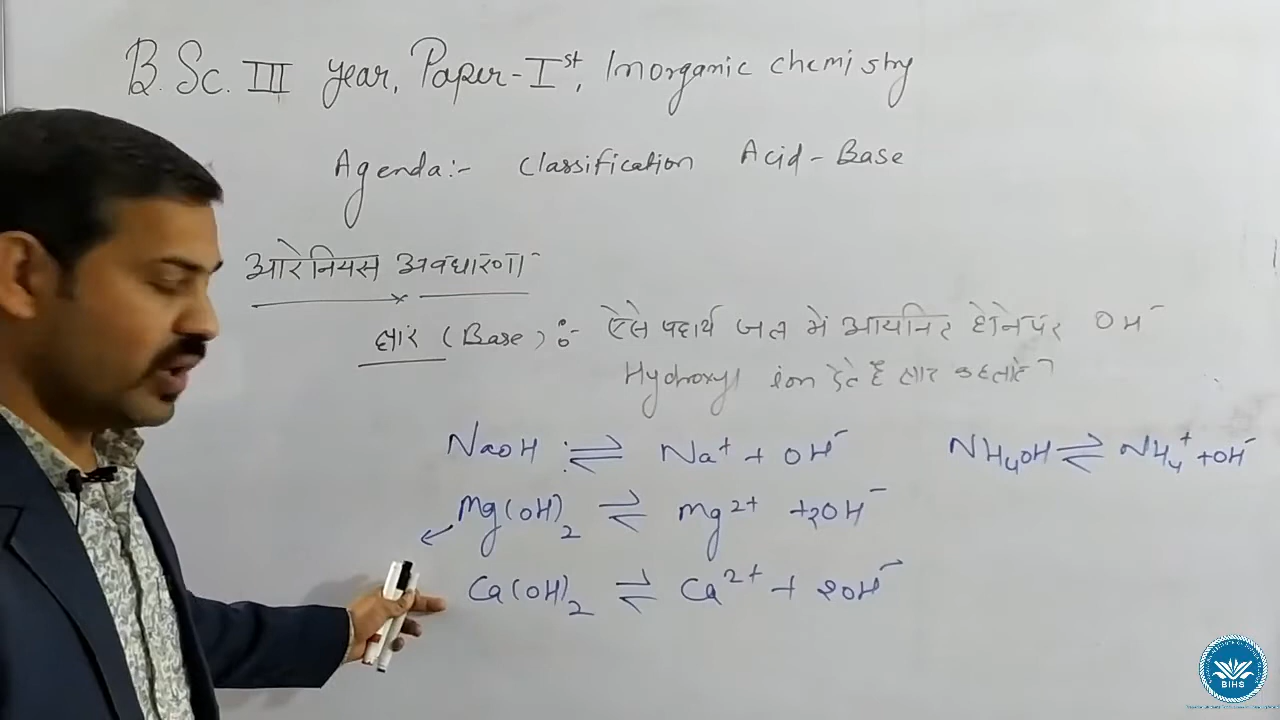 B.Sc. III year, Paper-Ist, Inorganic chemistry
Agenda:- Classification Acid-Base
आरेनियस अवधारणा-
क्षार (Base):- ऐसे पदार्थ जल में आयनित होने पर OH⁻
Hydroxyl ion देते हैं क्षार कहलाते
NaOH ⇌ Na⁺ + OH⁻ NH₄OH ⇌ NH₄⁺ + OH⁻
Mg(OH)₂ ⇌ Mg²⁺ + 2OH⁻
Ca(OH)₂ ⇌ Ca²⁺ + 2OH⁻
BIHS